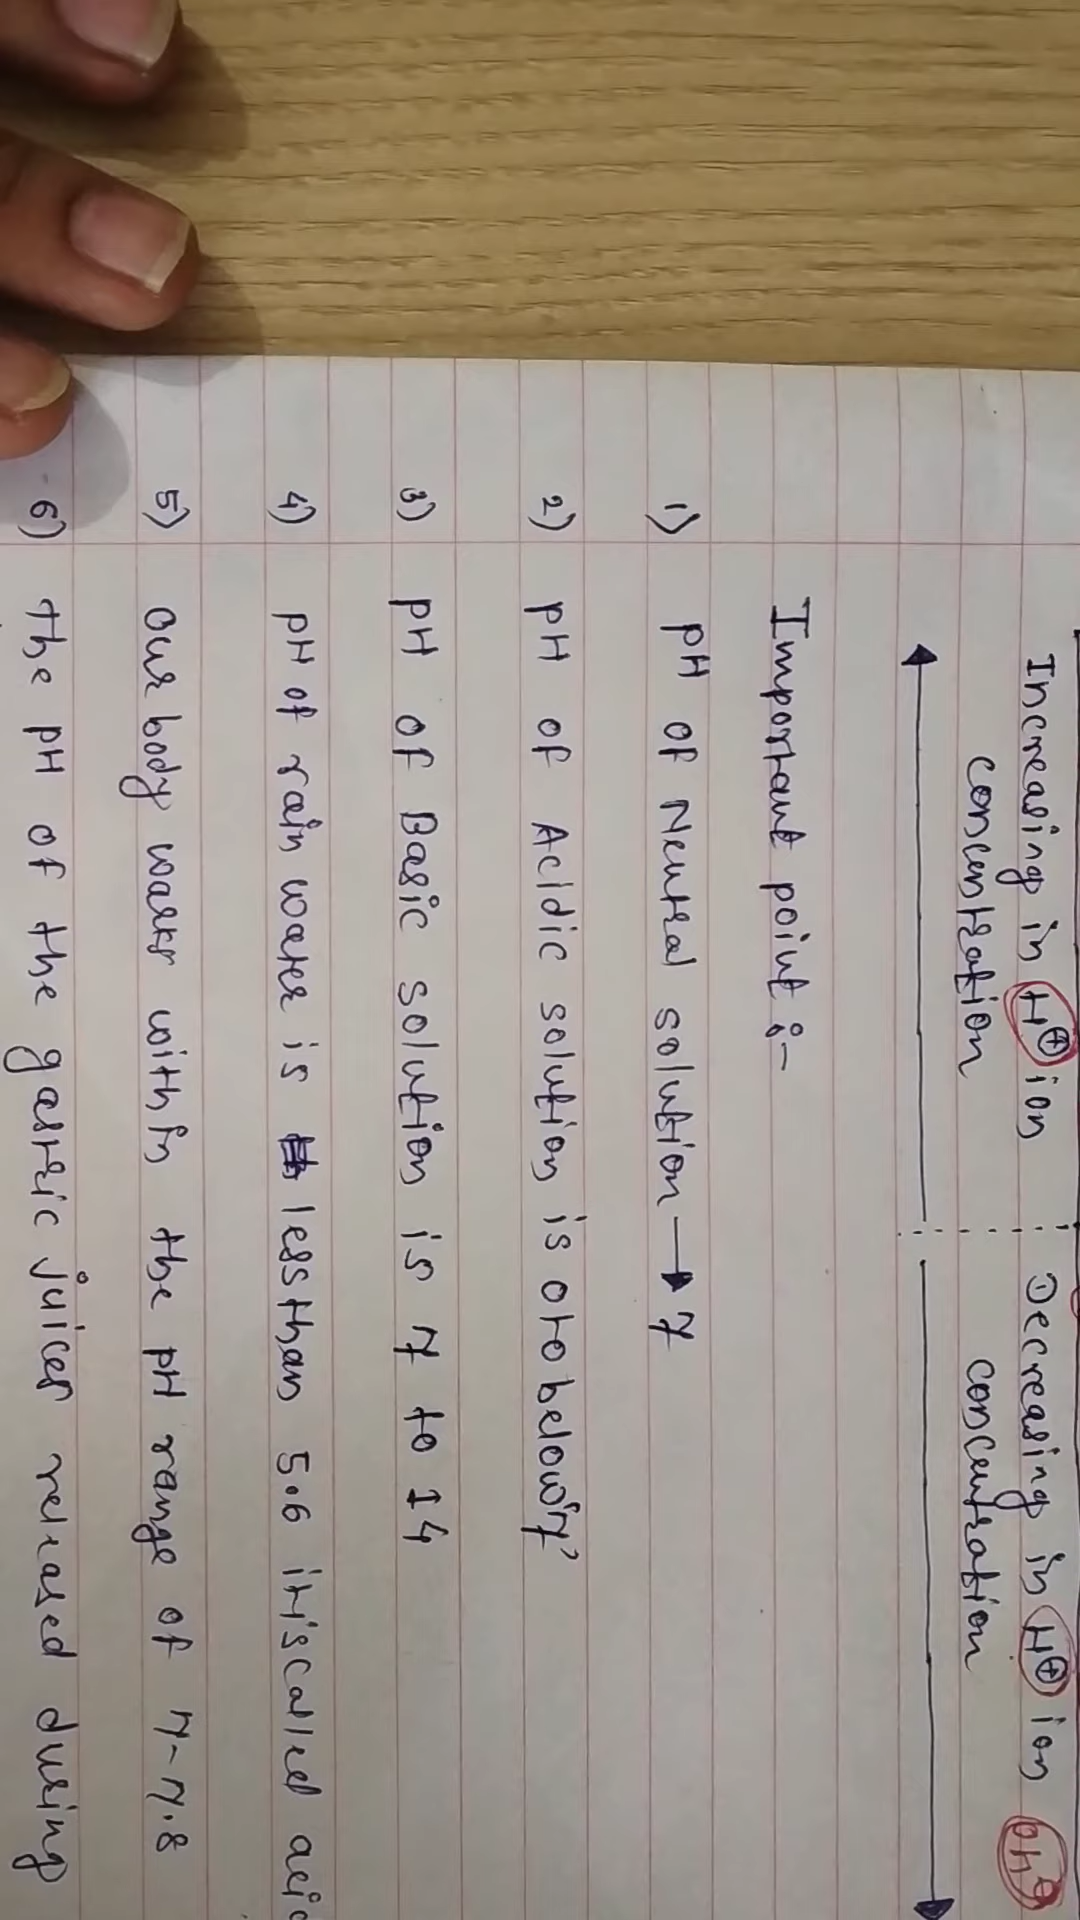 Increasing in H⊕ ion Decreasing in H⊕ ion
concentration concentration
Important point :-
1) pH of Neutral solution → 7
2) pH of Acidic solution is 0 to below '7'
3) pH of Basic solution is 7 to 14
4) pH of rain water is less than 5.6 it is called
5) our body works within the pH range of 7-7.8
6) The pH of the gastric juices released during